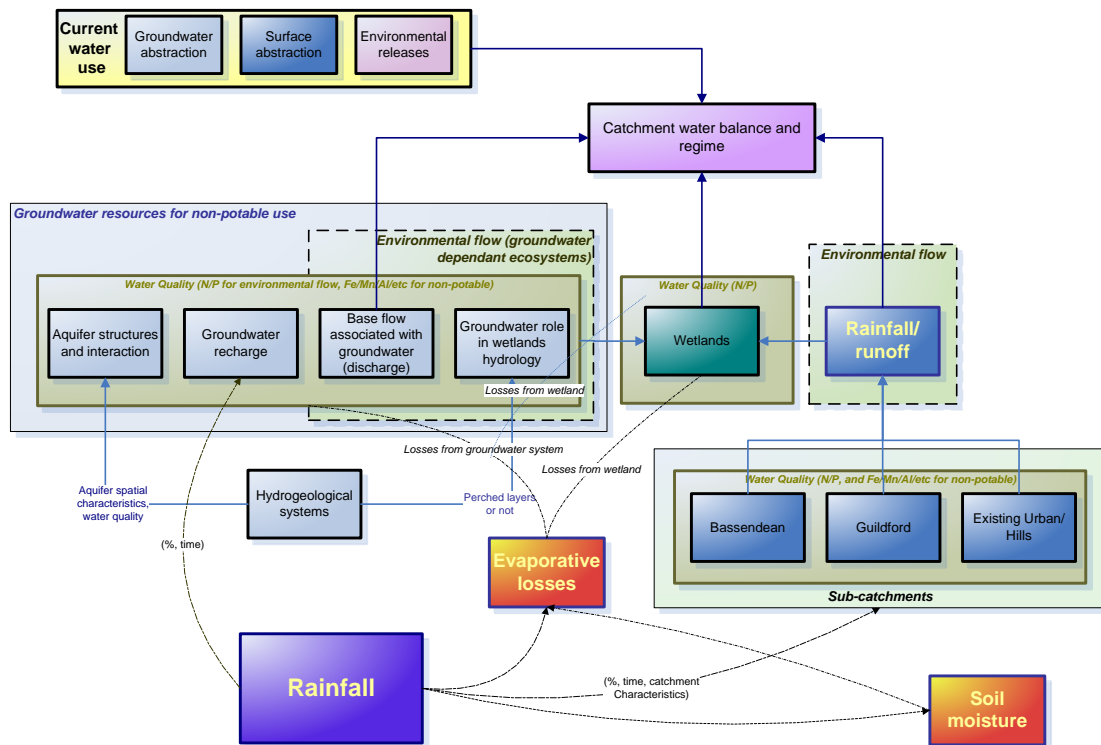 Current
water
use
Groundwater
abstraction
Surface
abstraction
Environmental
releases
Catchment water balance and
regime
Groundwater resources for non-potable use
Environmental flow (groundwater
dependant ecosystems)
Environmental flow
Water Quality (N/P for environmental flow, Fe/Mn/Al/etc for non-potable)
Water Quality (N/P)
Aquifer structures
and interaction
Groundwater
recharge
Base flow
associated with
groundwater
(discharge)
Groundwater role
in wetlands
hydrology
Wetlands
Rainfall/
runoff
Losses from wetland
Losses from groundwater system
Losses from wetland
Aquifer spatial
characteristics,
water quality
Hydrogeological
systems
Perched layers
or not
Water Quality (N/P, and Fe/Mn/Al/etc for non-potable)
Bassendean
Guildford
Existing Urban/
Hills
Sub-catchments
(%, time)
Evaporative
losses
Rainfall
(%, time, catchment
Characteristics)
Soil
moisture